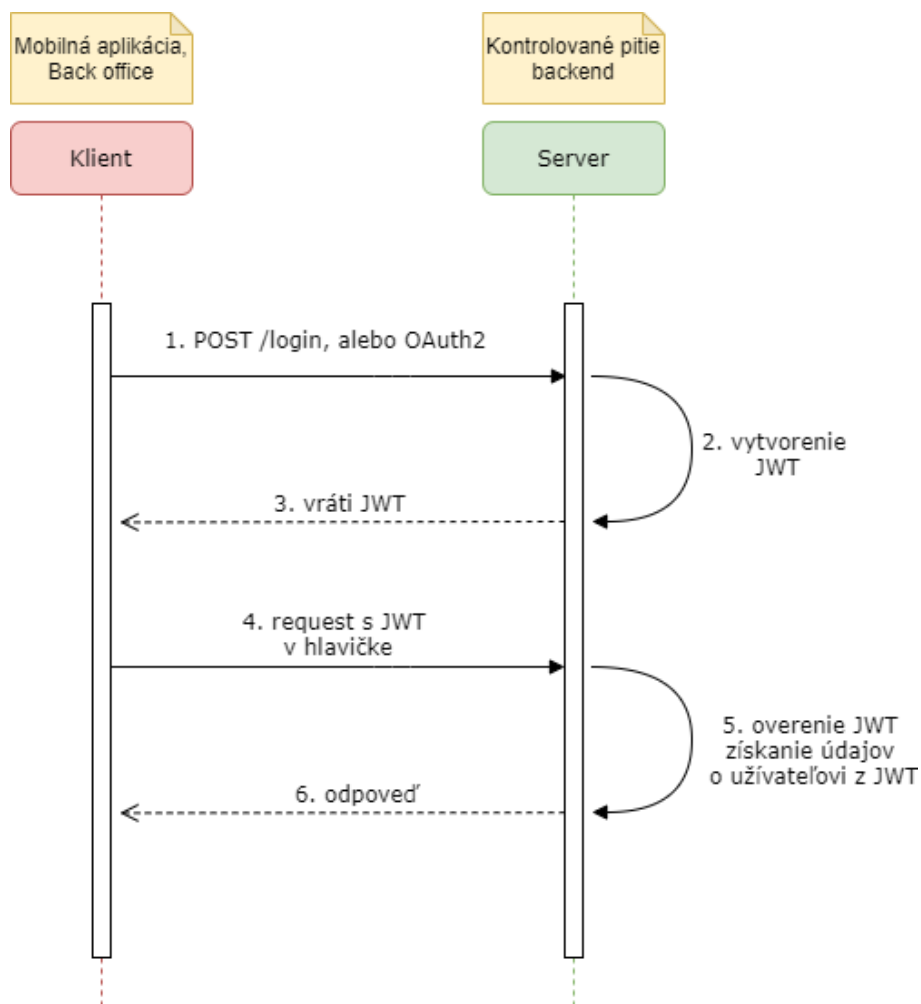 Mobilná aplikácia,
Back office
Kontrolované pitie
backend
Klient
Server
1. POST /login, alebo OAuth2
2. vytvorenie
JWT
3. vráti JWT
4. request s JWT
v hlavičke
5. overenie JWT
získanie údajov
o užívateľovi z JWT
6. odpoveď